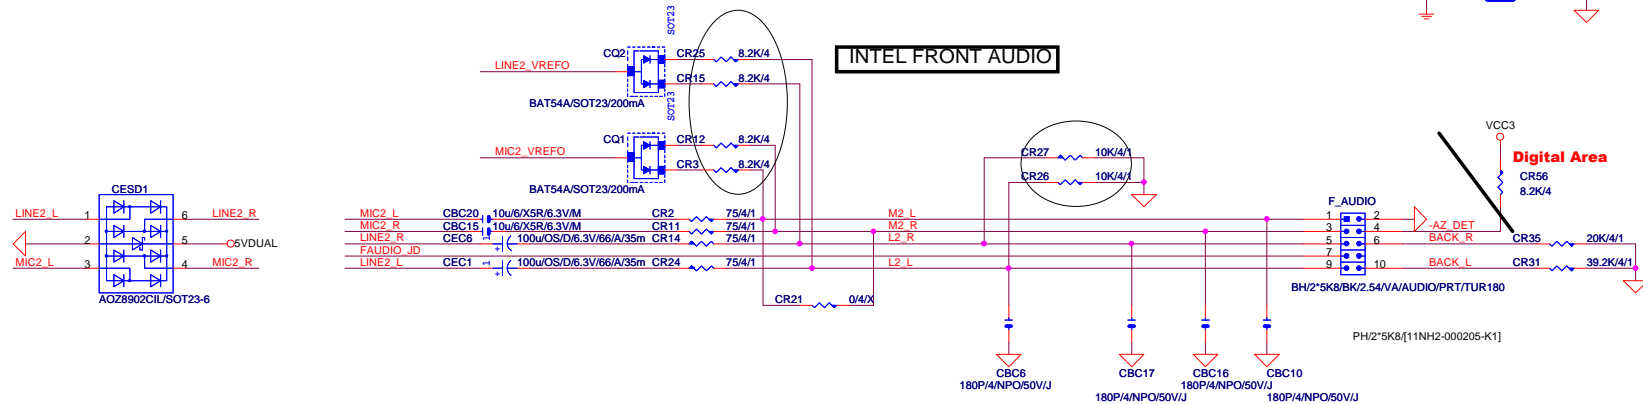 INTEL FRONT AUDIO
SOT23
CQ2
CR25
8.2K/4
LINE2_VREFO
CR15
8.2K/4
BAT54A/SOT23/200mA
SOT23
CQ1
CR12
8.2K/4
MIC2_VREFO
CR3
8.2K/4
BAT54A/SOT23/200mA
CR27
10K/4/1
CR26
10K/4/1
VCC3
Digital Area
CR56
8.2K/4
CESD1
LINE2_L
1
6
LINE2_R
2
5
5VDUAL
MIC2_L
3
4
MIC2_R
AOZ8902CIL/SOT23-6
MIC2_L
CBC20
10u/6/X5R/6.3V/M
CR2
75/4/1
M2_L
MIC2_R
CBC15
10u/6/X5R/6.3V/M
CR11
75/4/1
M2_R
LINE2_R
CEC6
1
+
100u/OS/D/6.3V/66/A/35m
CR14
75/4/1
L2_R
FAUDIO_JD
LINE2_L
CEC1
1
+
100u/OS/D/6.3V/66/A/35m
CR24
75/4/1
L2_L
CR21
0/4/X
F_AUDIO
1
2
3
4
-AZ_DET
5
6
BACK_R
CR35
20K/4/1
7
9
10
BACK_L
CR31
39.2K/4/1
BH/2*5K8/BK/2.54/VA/AUDIO/PRT/TUR180
PH/2*5K8/[11NH2-000205-K1]
CBC6
180P/4/NPO/50V/J
CBC17
180P/4/NPO/50V/J
CBC16
180P/4/NPO/50V/J
CBC10
180P/4/NPO/50V/J